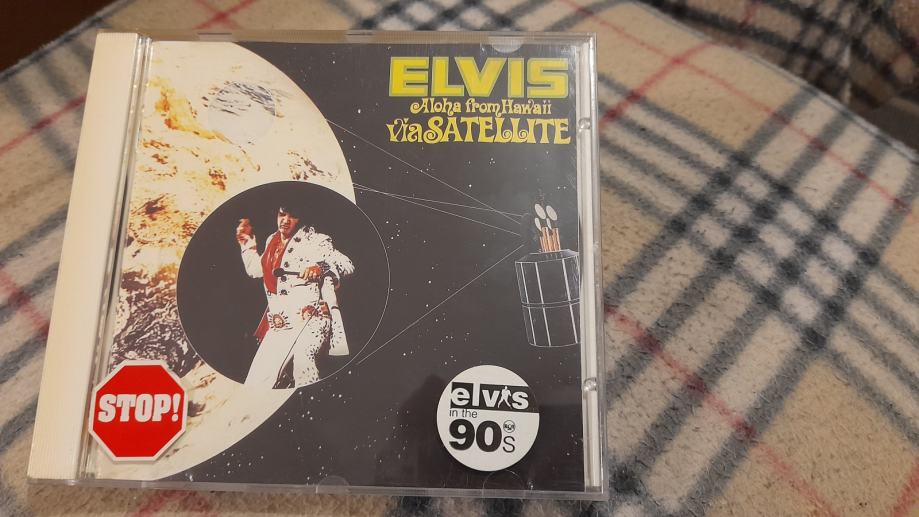 ELVIS
Aloha from Hawaii
Via SATELLITE
STOP!
elvis
in the
90s